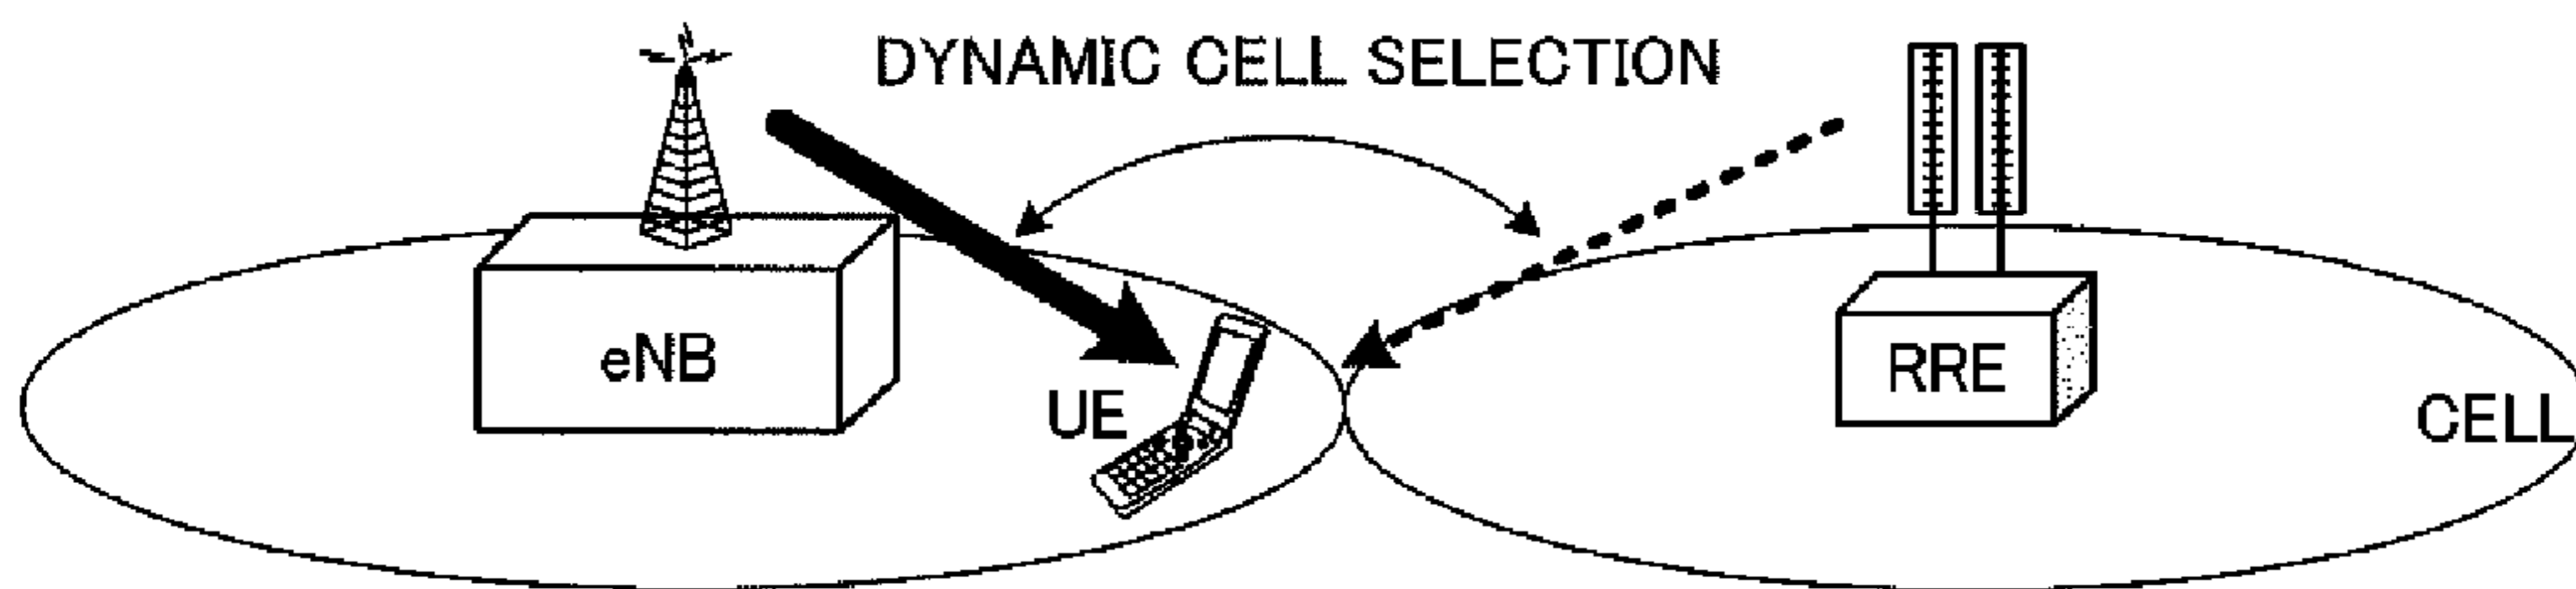 DYNAMIC CELL SELECTION
eNB
UE
RRE
CELL